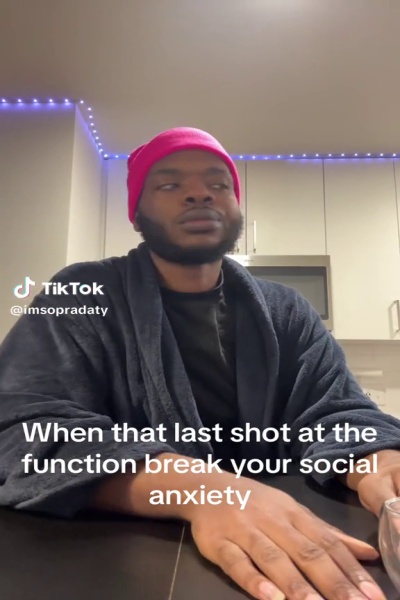 TikTok
@imsopradaty
When that last shot at the
function break your social
anxiety